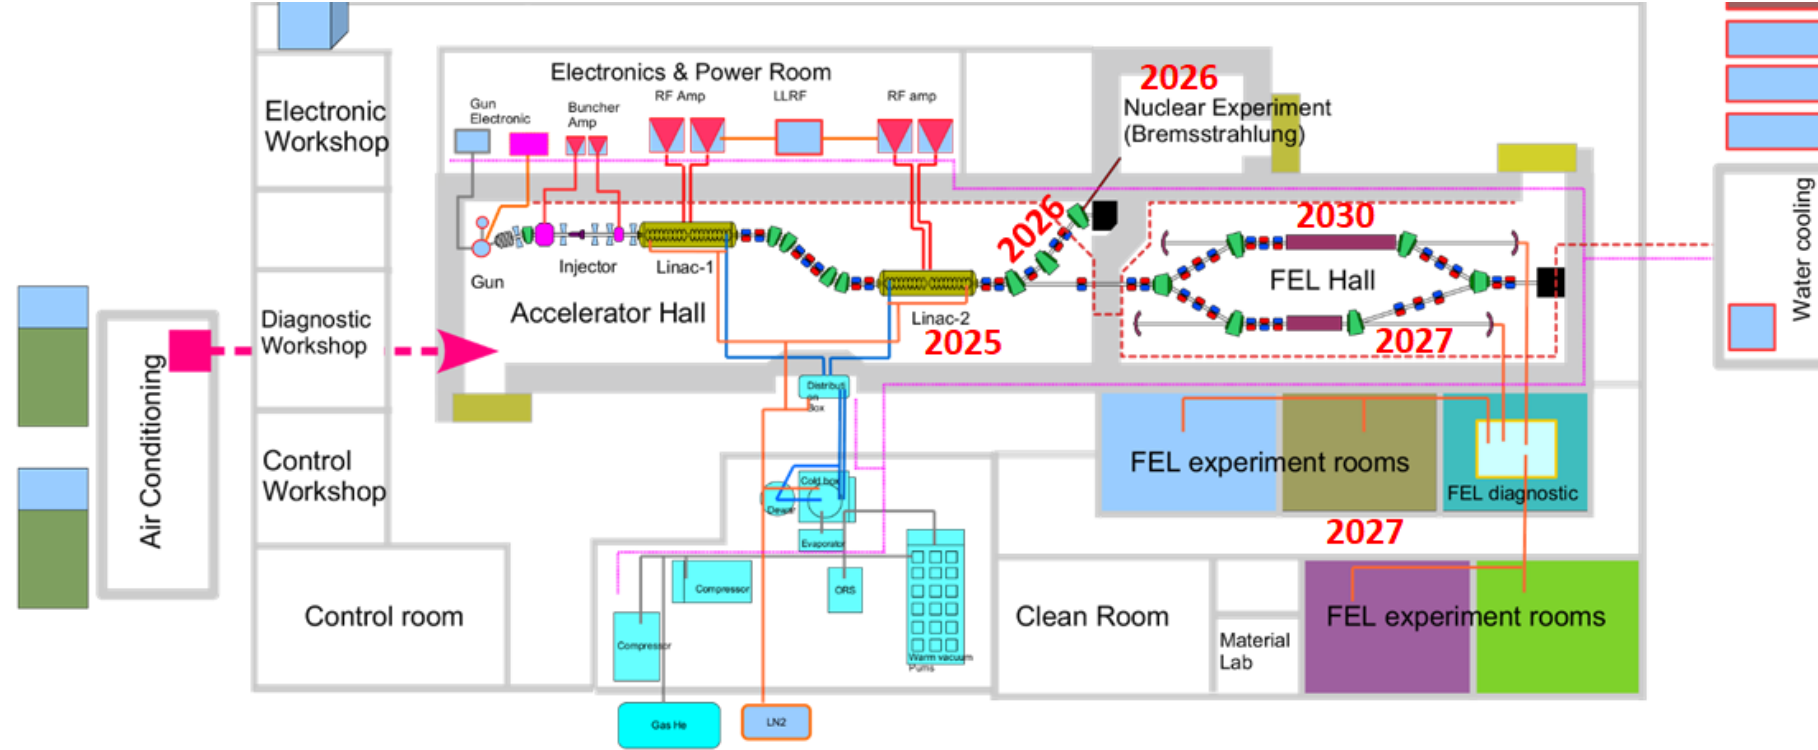 Electronics & Power Room
2026
Nuclear Experiment
(Bremsstrahlung)
Electronic
Workshop
Gun
Electronic
Buncher
Amp
RF Amp
LLRF
RF amp
2026
2030
Gun
Injector
Linac-1
Accelerator Hall
Linac-2
2025
FEL Hall
2027
Water cooling
Diagnostic
Workshop
Air Conditioning
Control
Workshop
Control room
Distributi
on
Box
Cold box
Dewar
Evaporator
Compressor
ORS
Compressor
Warm vacuum
Pums
Gas He
LN2
FEL experiment rooms
FEL diagnostic
2027
Clean Room
Material
Lab
FEL experiment rooms